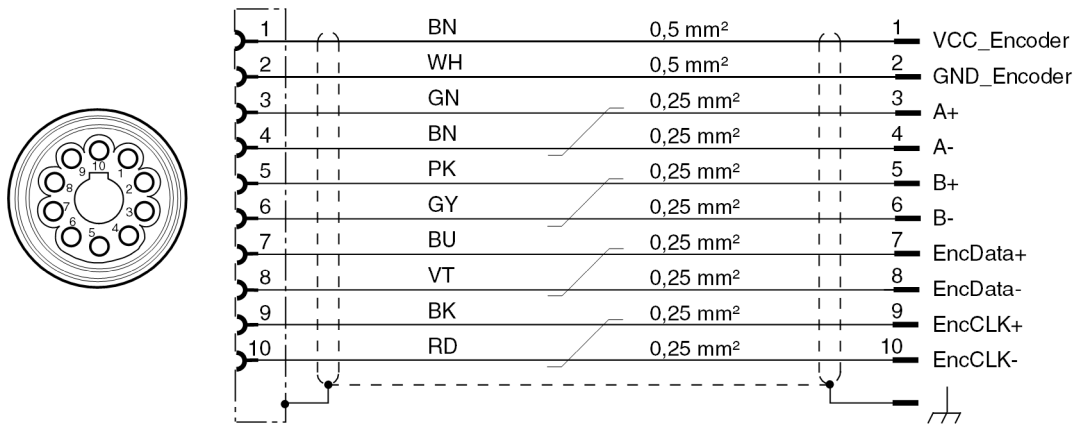 1 BN 0,5 mm² 1 VCC_Encoder
2 WH 0,5 mm² 2 GND_Encoder
3 GN 0,25 mm² 3 A+
4 BN 0,25 mm² 4 A-
5 PK 0,25 mm² 5 B+
6 GY 0,25 mm² 6 B-
7 BU 0,25 mm² 7 EncData+
8 VT 0,25 mm² 8 EncData-
9 BK 0,25 mm² 9 EncCLK+
10 RD 0,25 mm² 10 EncCLK-
10
9 1
8 2
7 3
6 4
5